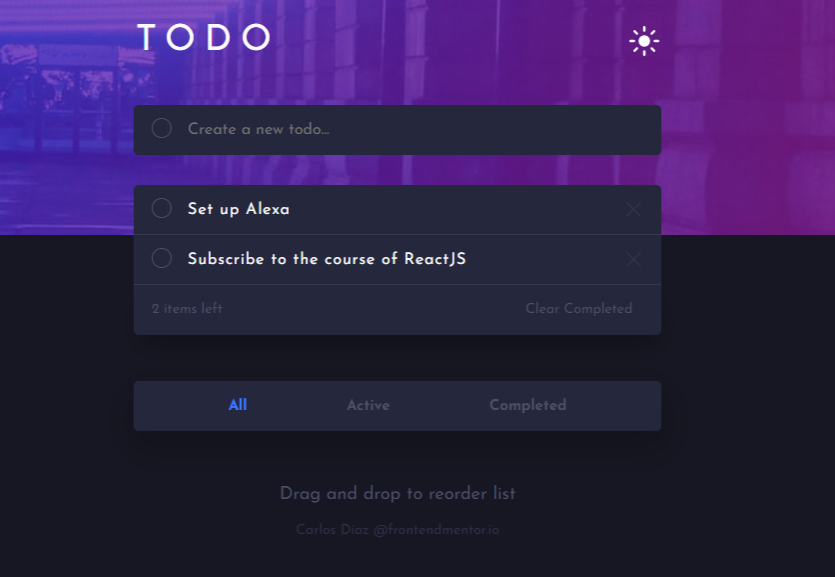 TODO
Create a new todo...
Set up Alexa
Subscribe to the course of ReactJS
2 items left Clear Completed
All Active Completed
Drag and drop to reorder list
Carlos Diaz @frontendmentor.io